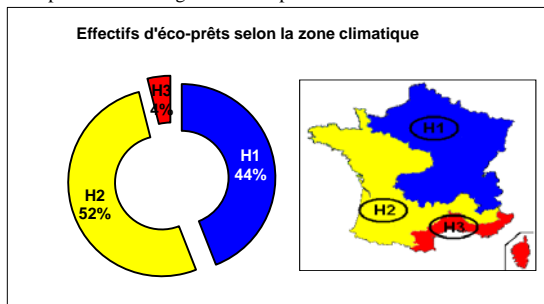 Effectifs d'éco-prêts selon la zone climatique
H3
4%
H1
44%
H2
52%
H1
H2
H3